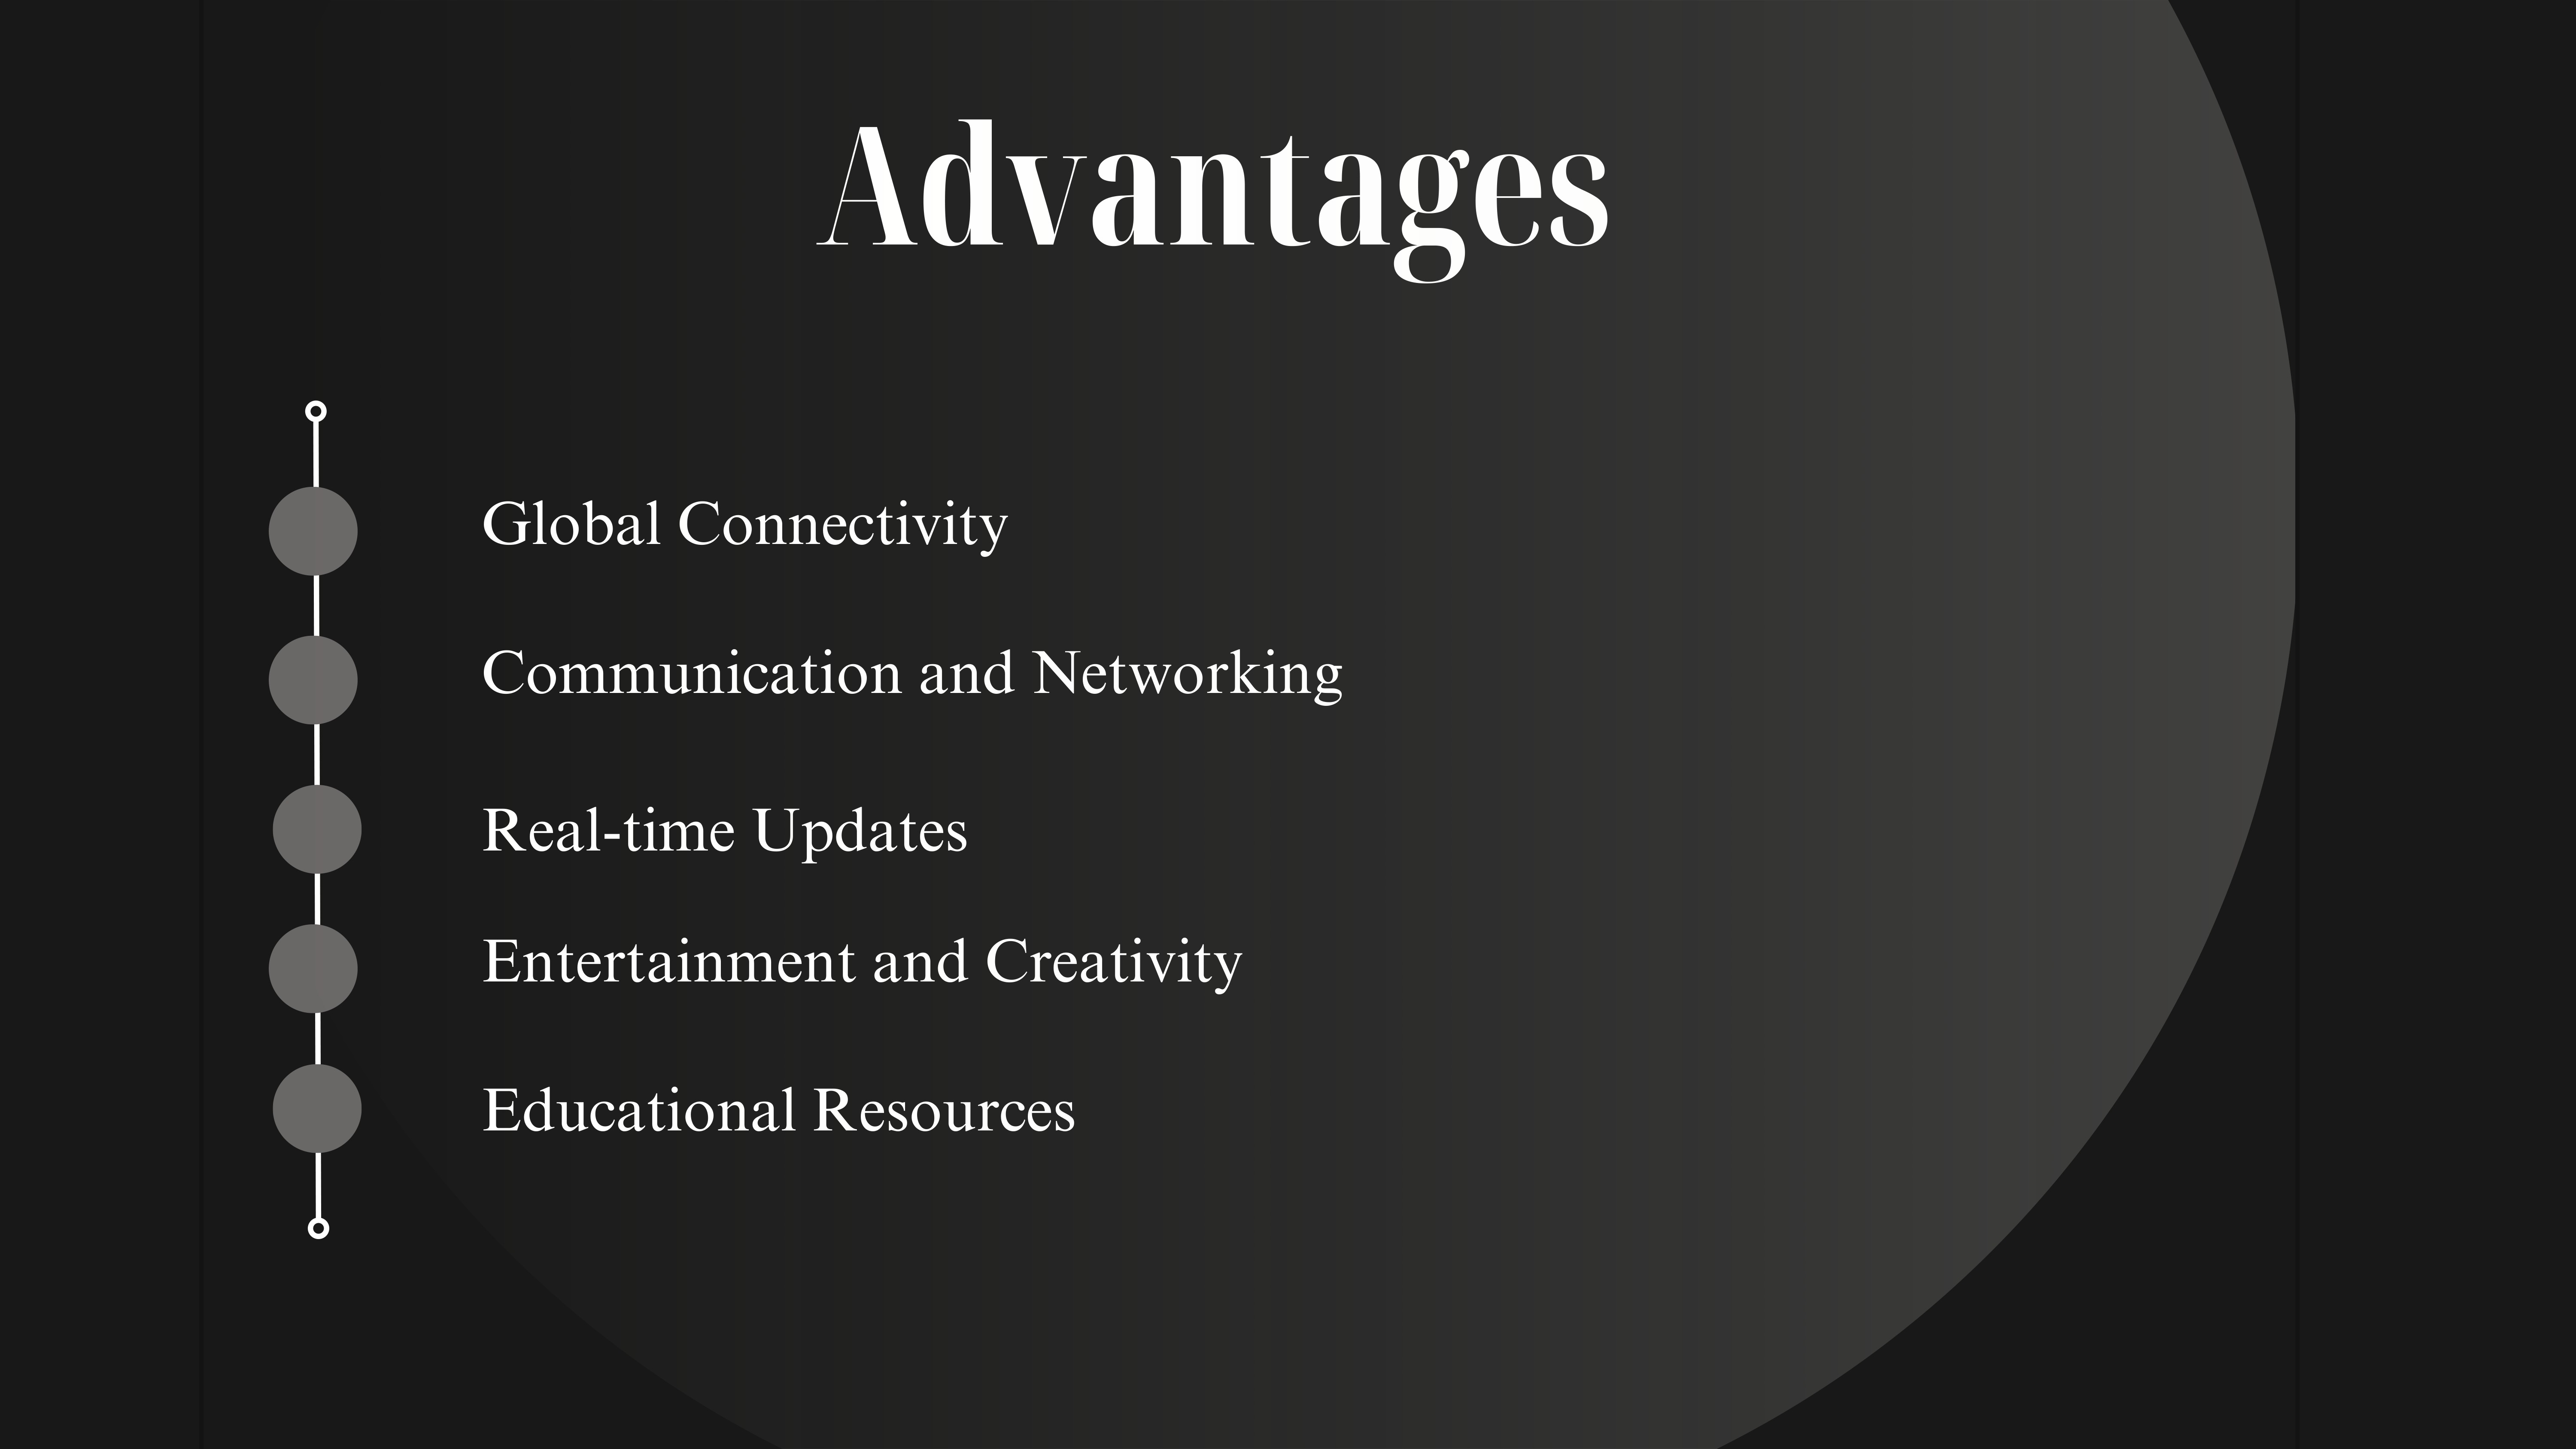 Advantages
Global Connectivity
Communication and Networking
Real-time Updates
Entertainment and Creativity
Educational Resources